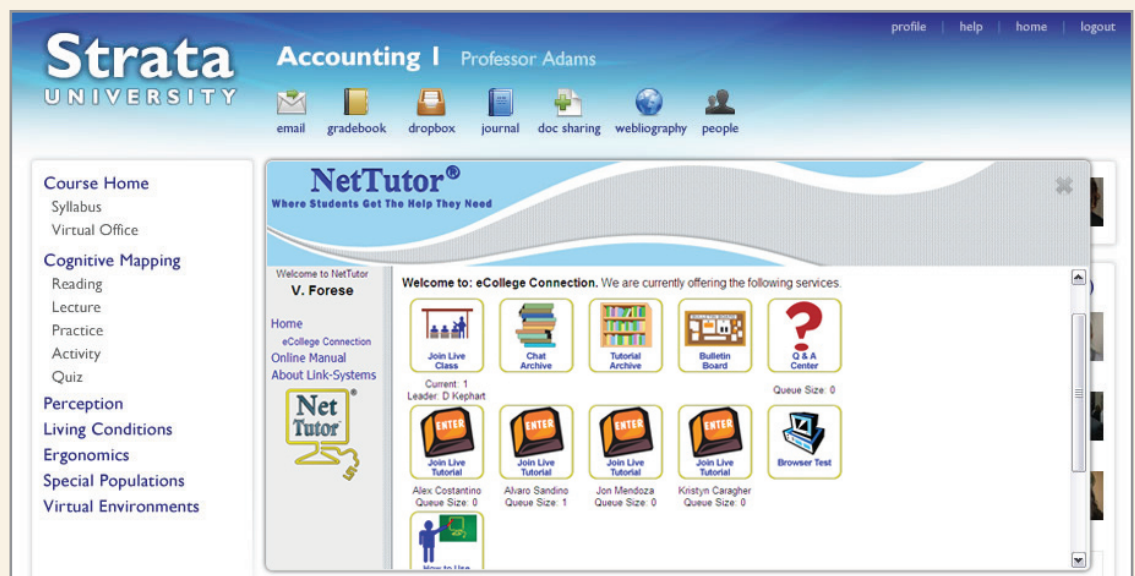 profile | help | home | logout
Strata
UNIVERSITY
Accounting I Professor Adams
email gradebook dropbox journal doc sharing webliography people
Course Home
Syllabus
Virtual Office
Cognitive Mapping
Reading
Lecture
Practice
Activity
Quiz
Perception
Living Conditions
Ergonomics
Special Populations
Virtual Environments
NetTutor®
Where Students Get The Help They Need
Welcome to NetTutor
V. Forese
Home
eCollege Connection
Online Manual
About Link-Systems
Net
Tutor
®
Welcome to: eCollege Connection. We are currently offering the following services.
Join Live
Class
Current: 1
Leader: D Kephart
Chat
Archive
Tutorial
Archive
Bulletin
Board
Q & A
Center
Queue Size: 0
ENTER
Join Live
Tutorial
Alex Costantino
Queue Size: 0
ENTER
Join Live
Tutorial
Alvaro Sandino
Queue Size: 1
ENTER
Join Live
Tutorial
Jon Mendoza
Queue Size: 0
ENTER
Join Live
Tutorial
Kristyn Caragher
Queue Size: 0
Browser Test
How to Use